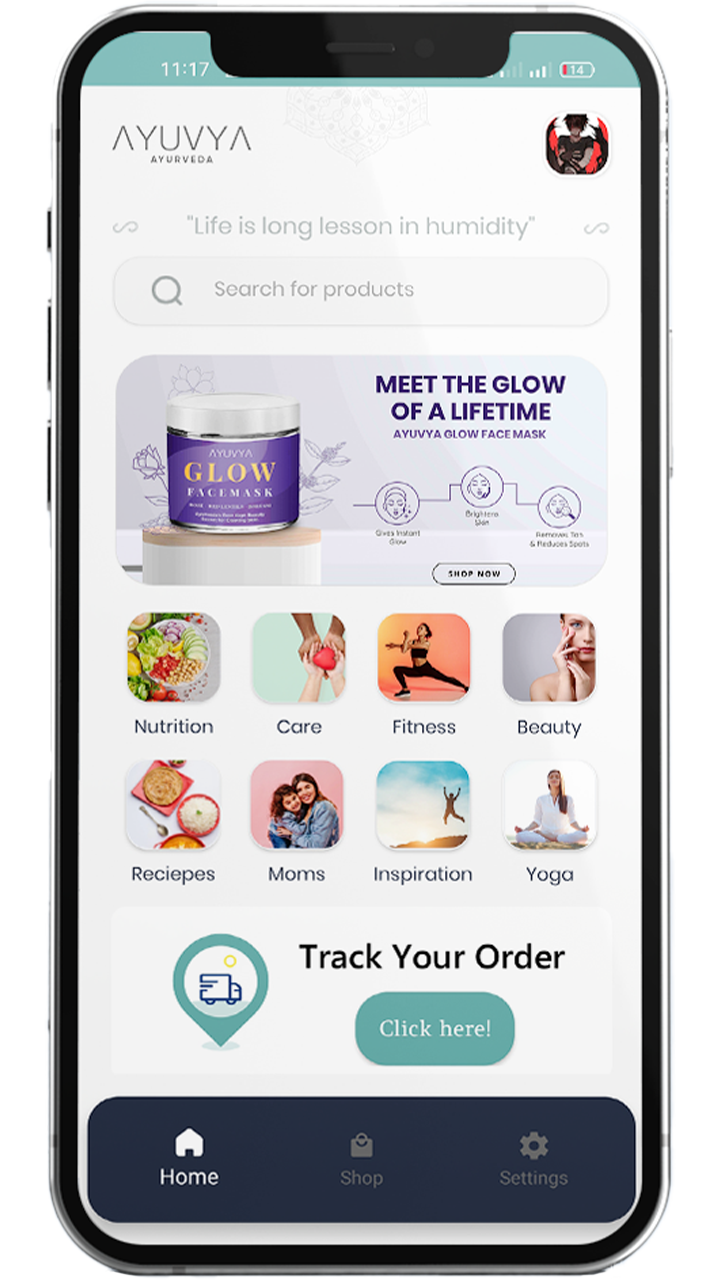 11:17
14
AYUVYA
AYURVEDA
"Life is long lesson in humidity"
Search for products
MEET THE GLOW
OF A LIFETIME
AYUVYA GLOW FACE MASK
AYUVYA
GLOW
FACEMASK
Gives Instant
Glow
Brightens
Skin
Removes Tan
& Reduces Spots
SHOP NOW
Nutrition
Care
Fitness
Beauty
Reciepes
Moms
Inspiration
Yoga
Track Your Order
Click here!
Home
Shop
Settings